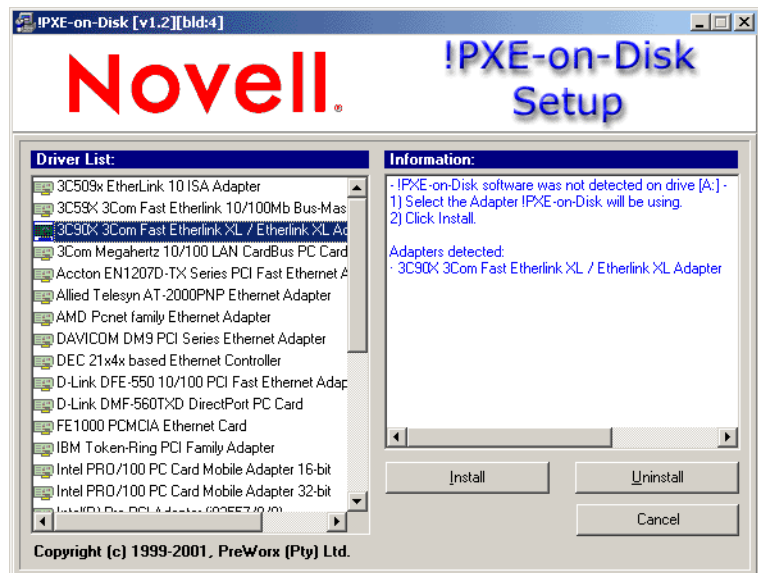 !PXE-on-Disk [v1.2][bld:4]
Novell®
!PXE-on-Disk
Setup
Driver List:
3C509x EtherLink 10 ISA Adapter
3C59X 3Com Fast Etherlink 10/100Mb Bus-Mas
3C90X 3Com Fast Etherlink XL / Etherlink XL Ad
3Com Megahertz 10/100 LAN CardBus PC Card
Accton EN1207D-TX Series PCI Fast Ethernet A
Allied Telesyn AT-2000PNP Ethernet Adapter
AMD Pcnet family Ethernet Adapter
DAVICOM DM9 PCI Series Ethernet Adapter
DEC 21x4x based Ethernet Controller
D-Link DFE-550 10/100 PCI Fast Ethernet Adap
D-Link DMF-560TXD DirectPort PC Card
FE1000 PCMCIA Ethernet Card
IBM Token-Ring PCI Family Adapter
Intel PRO/100 PC Card Mobile Adapter 16-bit
Intel PRO/100 PC Card Mobile Adapter 32-bit
Information:
- !PXE-on-Disk software was not detected on drive [A:] -
1) Select the Adapter !PXE-on-Disk will be using.
2) Click Install.
Adapters detected:
- 3C90X 3Com Fast Etherlink XL / Etherlink XL Adapter
Install
Uninstall
Cancel
Copyright (c) 1999-2001, PreWorx (Pty) Ltd.